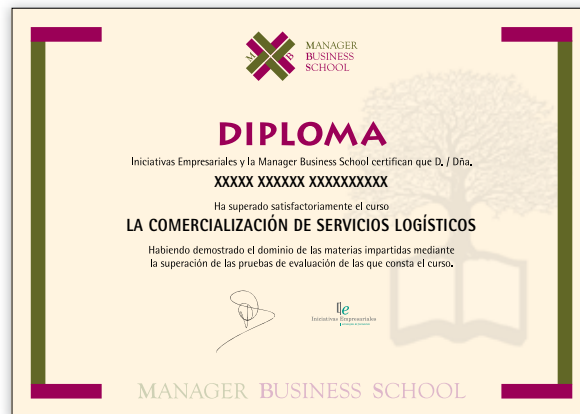 M
B
MANAGER
BUSINESS
SCHOOL
DIPLOMA
Iniciativas Empresariales y la Manager Business School certifican que D. / Dña.
XXXXX XXXXXX XXXXXXXXXX
Ha superado satisfactoriamente el curso
LA COMERCIALIZACIÓN DE SERVICIOS LOGÍSTICOS
Habiendo demostrado el dominio de las materias impartidas mediante
la superación de las pruebas de evaluación de las que consta el curso.
Iniciativas Empresariales
MANAGER BUSINESS SCHOOL